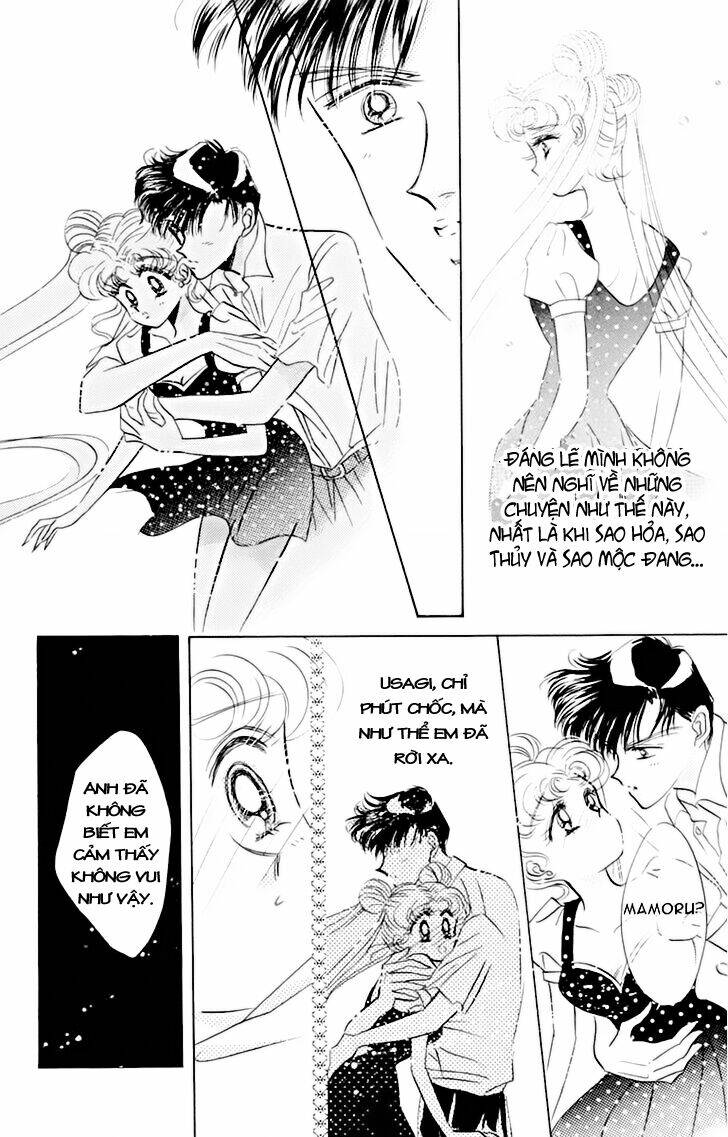 ĐÁNG LẼ MÌNH KHÔNG
NÊN NGHĨ VỀ NHỮNG
CHUYỆN NHƯ THẾ NÀY,
NHẤT LÀ KHI SAO HỎA, SAO
THỦY VÀ SAO MỘC ĐANG...
MAMORU?
USAGI, CHỈ
PHÚT CHỐC, MÀ
NHƯ THỂ EM ĐÃ
RỜI XA.
ANH ĐÃ
KHÔNG
BIẾT EM
CẢM THẤY
KHÔNG VUI
NHƯ VẬY.